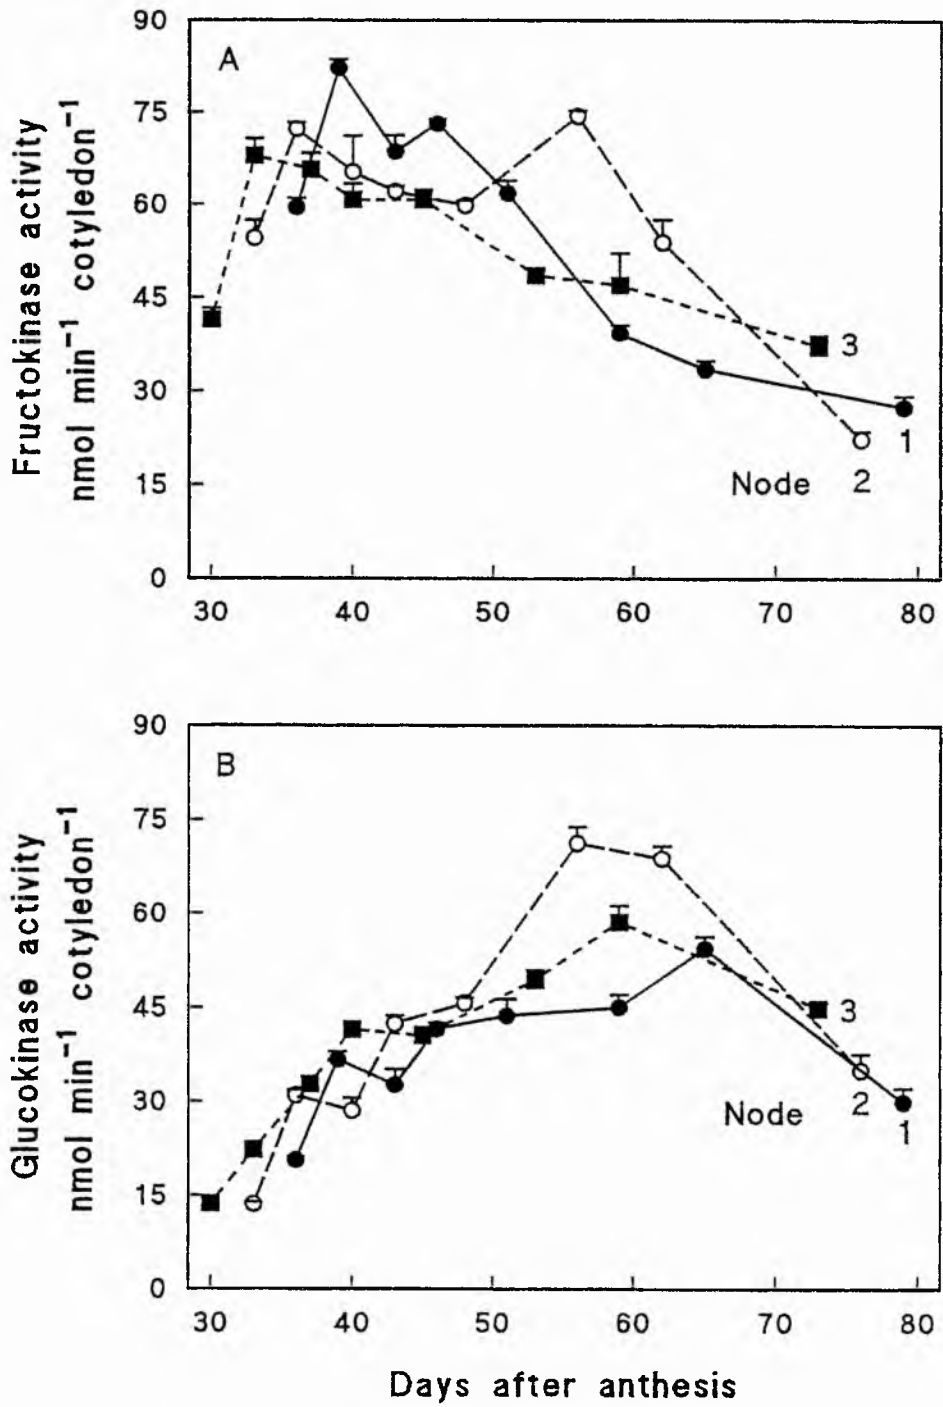 A
Fructokinase activity
nmol min⁻¹ cotyledon⁻¹
90
75
60
45
30
15
0
3
1
Node 2
30 40 50 60 70 80
B
Glucokinase activity
nmol min⁻¹ cotyledon⁻¹
90
75
60
45
30
15
0
3
Node 2
1
30 40 50 60 70 80
Days after anthesis